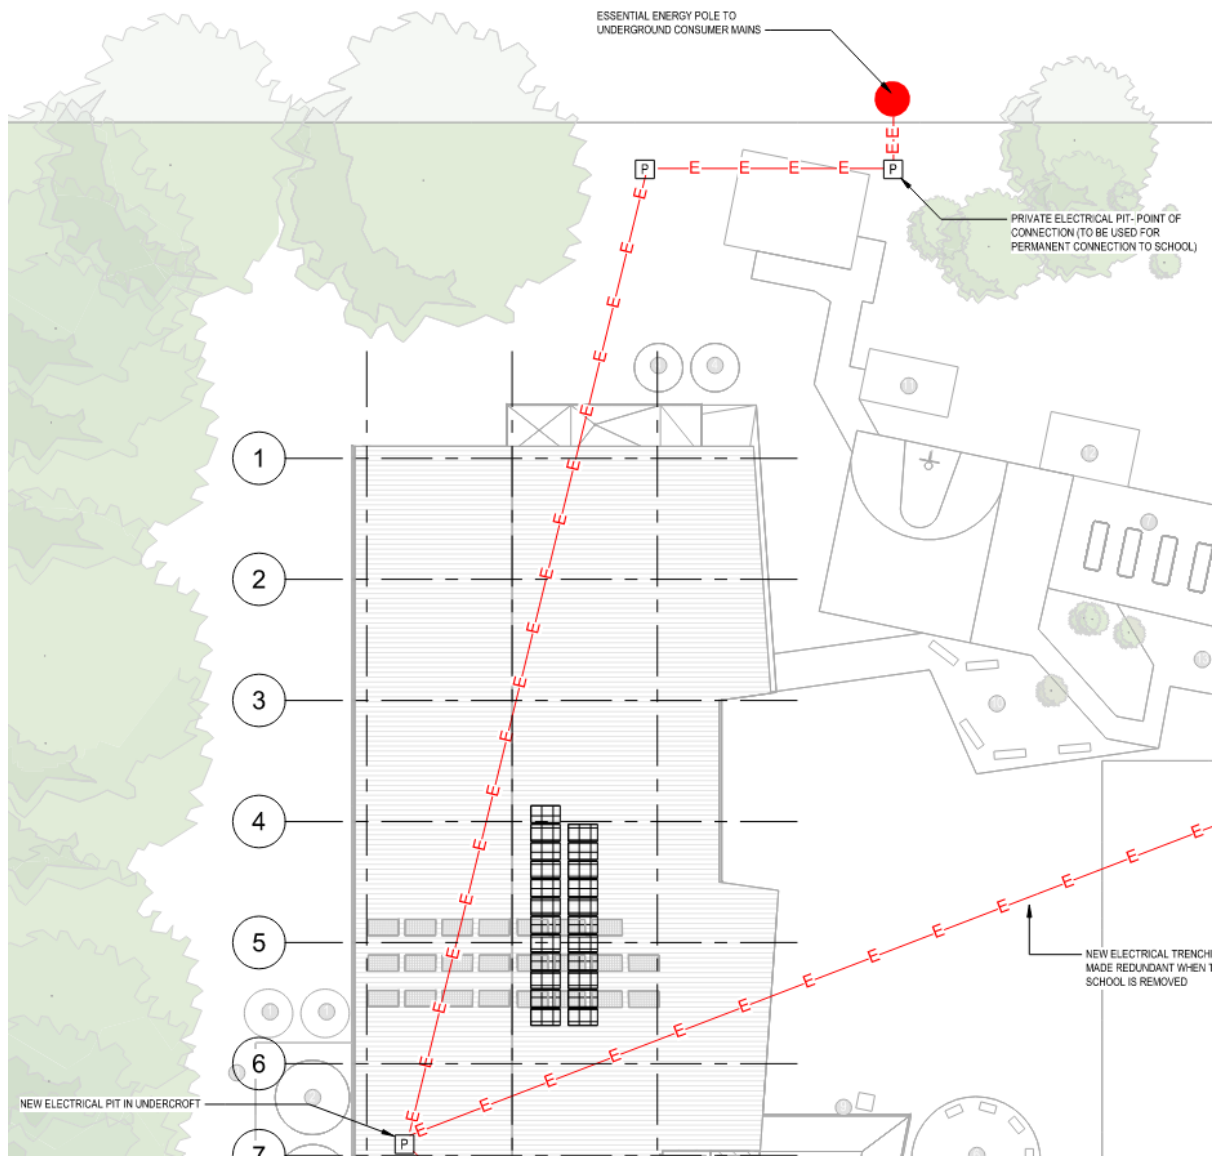 ESSENTIAL ENERGY POLE TO
UNDERGROUND CONSUMER MAINS
E
E
P
E
E
E
E
P
E
PRIVATE ELECTRICAL PIT- POINT OF
CONNECTION (TO BE USED FOR
PERMANENT CONNECTION TO SCHOOL)
E
E
E
E
1
E
E
2
E
E
3
E
E
E
4
E
E
E
E
E
5
E
E
E
E
NEW ELECTRICAL TRENCHI
MADE REDUNDANT WHEN T
SCHOOL IS REMOVED
E
E
E
E
6
E
E
E
NEW ELECTRICAL PIT IN UNDERCROFT
E
E
E
P
7